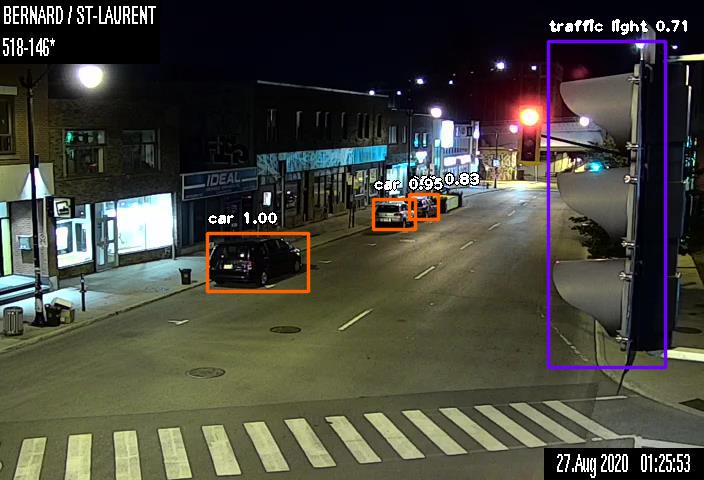 BERNARD / ST-LAURENT
518-146*
traffic light 0.71
car 0.95
0.83
car 1.00
IDEAL
27.Aug 2020 01:25:53